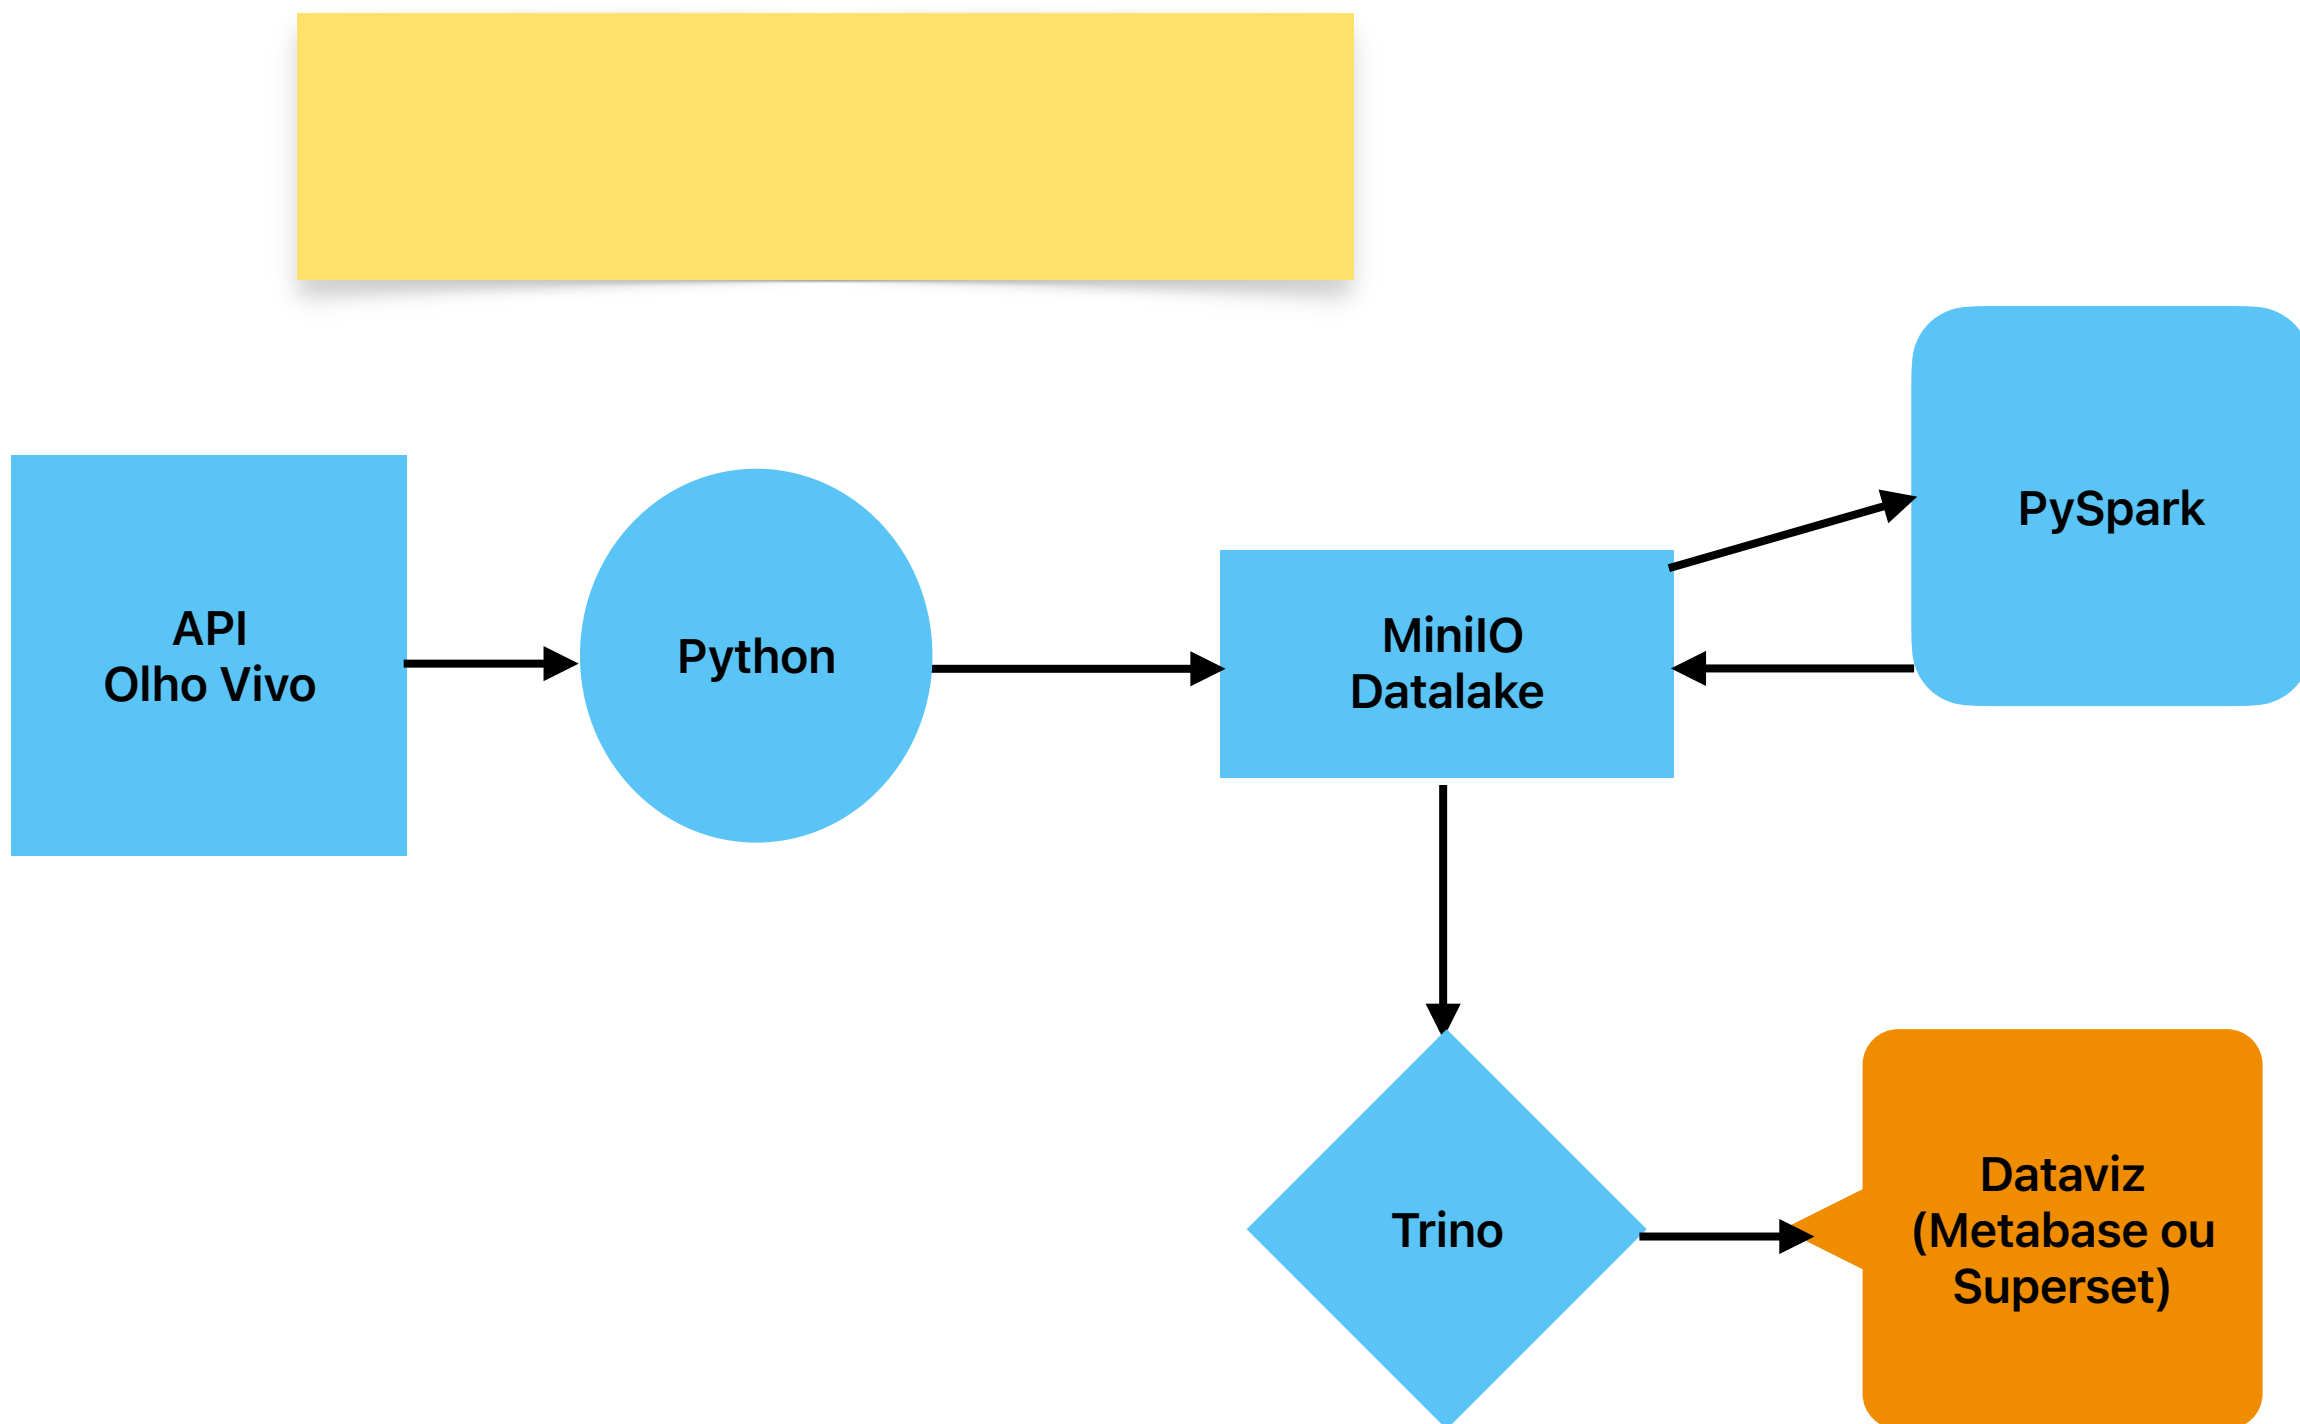 API
Olho Vivo
Python
MiniIO
Datalake
PySpark
Trino
Dataviz
(Metabase ou
Superset)